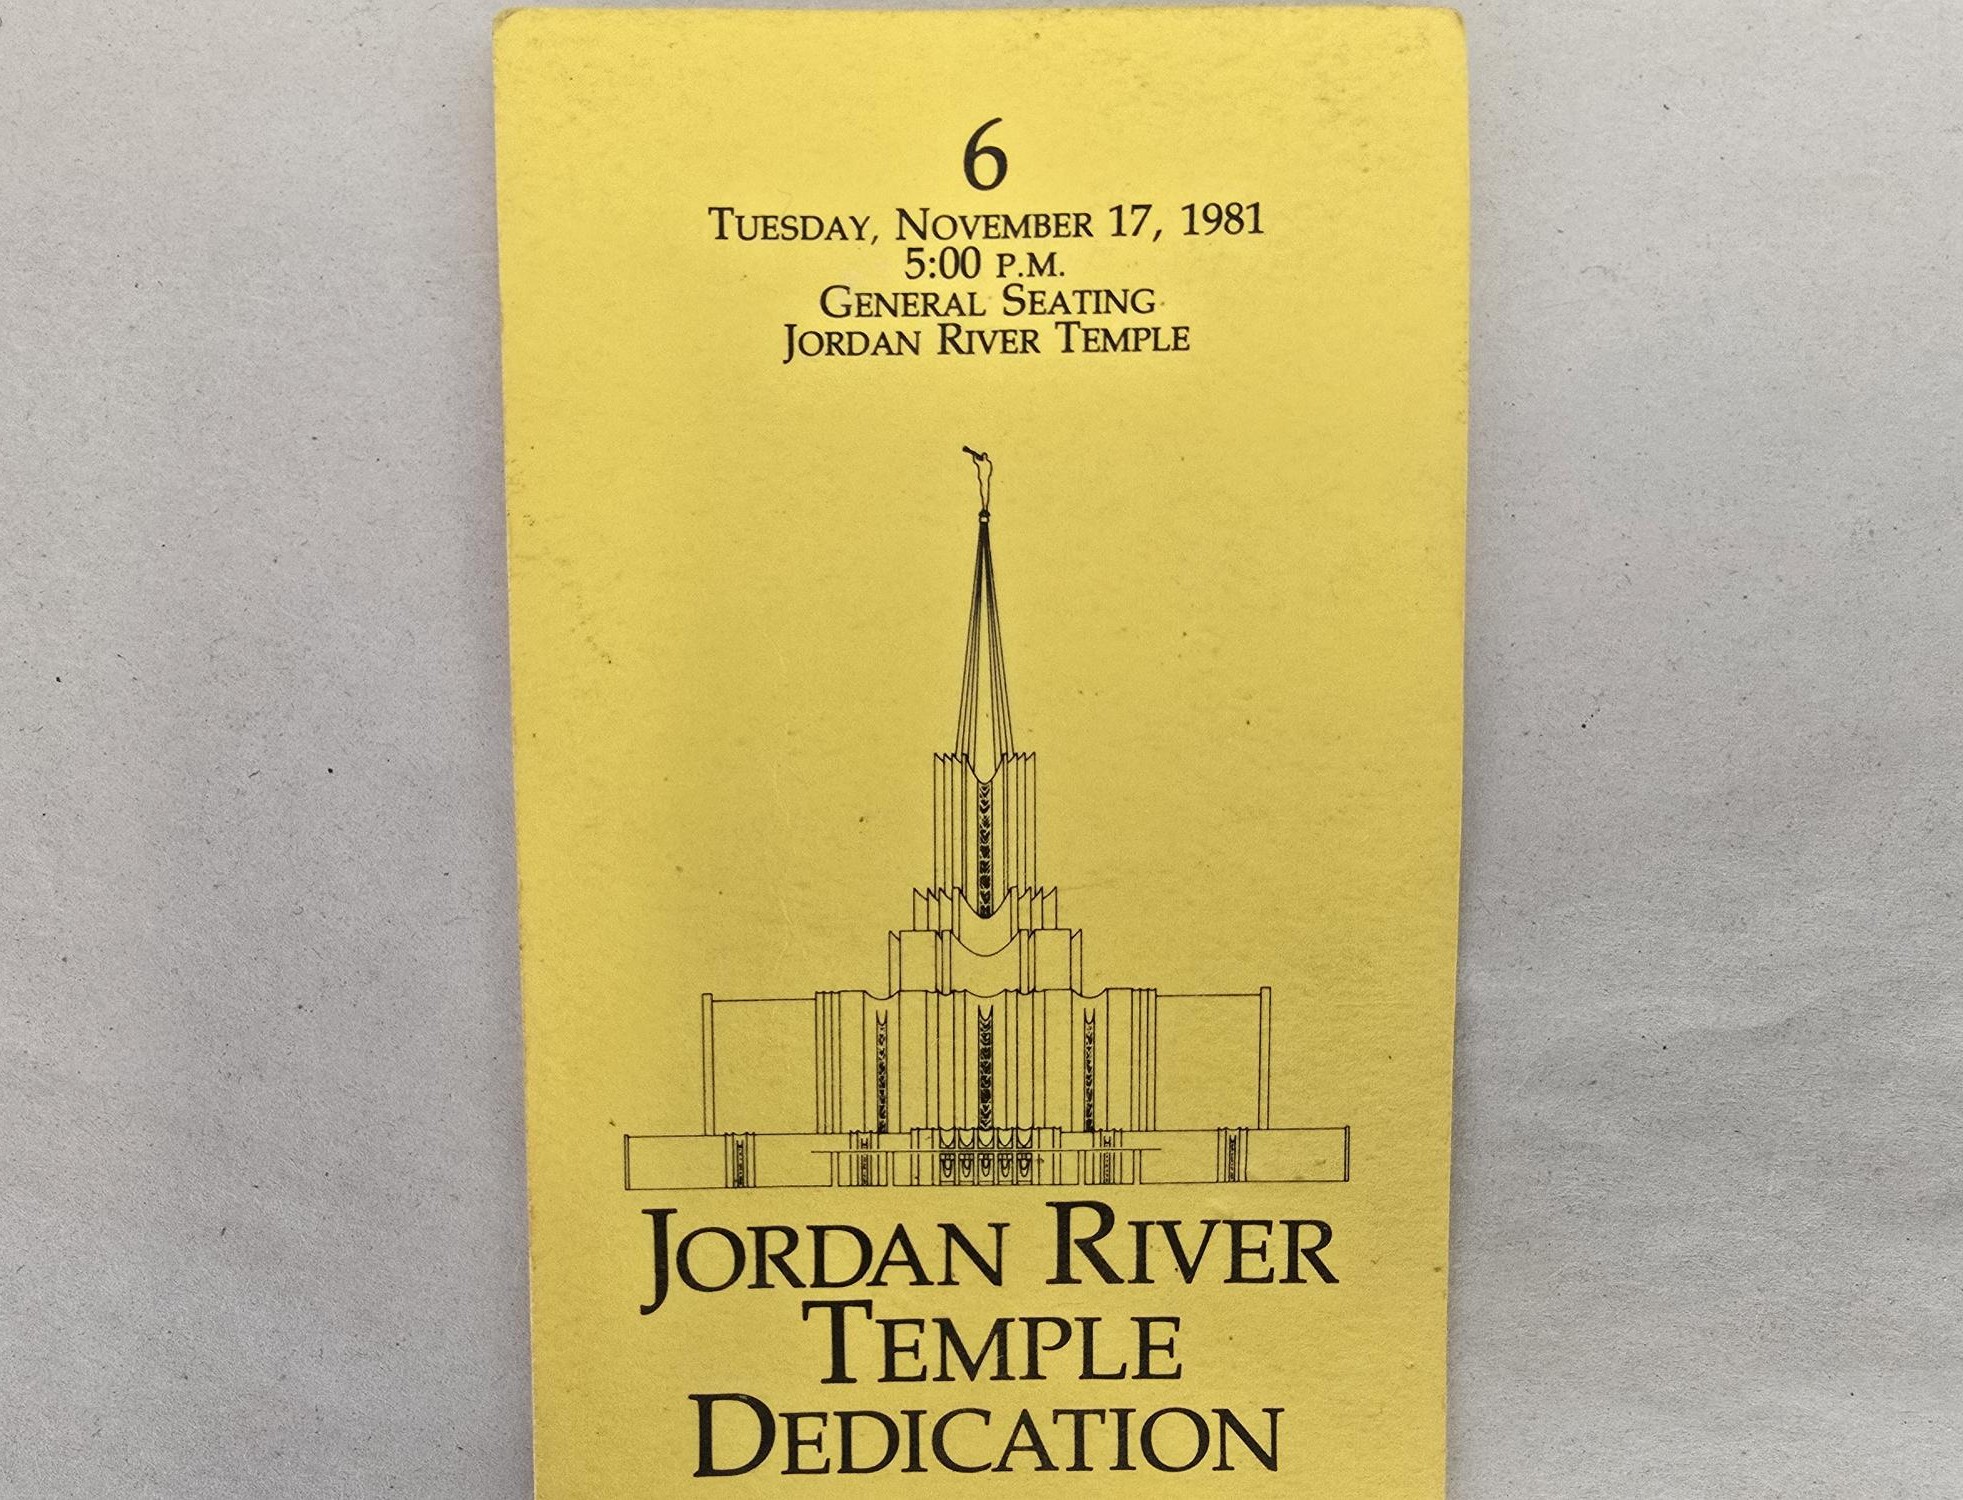 6
Tuesday, November 17, 1981
5:00 p.m.
General Seating
Jordan River Temple
Jordan River
Temple
Dedication